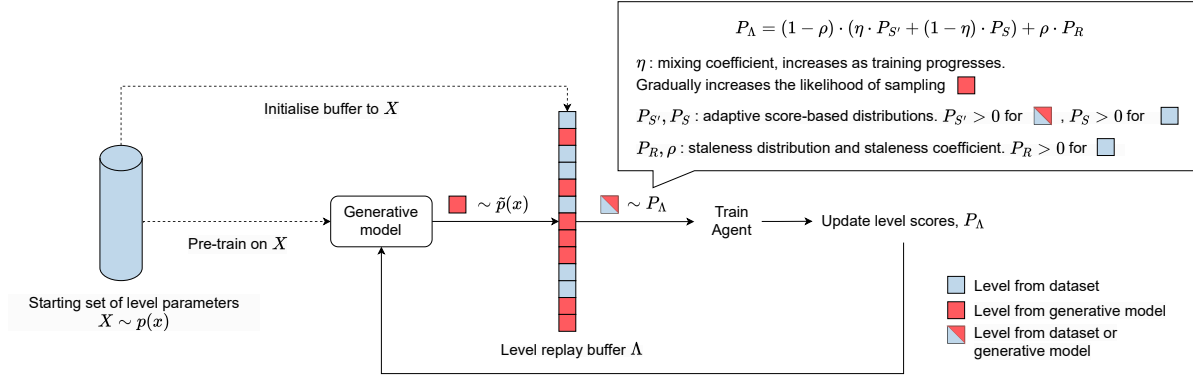 P_Λ = (1 − ρ) · (η · P_{S′} + (1 − η) · P_S) + ρ · P_R
η : mixing coefficient, increases as training progresses.
Gradually increases the likelihood of sampling
P_{S′}, P_S : adaptive score-based distributions. P_{S′} > 0 for , P_S > 0 for
P_R, ρ : staleness distribution and staleness coefficient. P_R > 0 for
Initialise buffer to X
Generative
model
∼ p̃(x)
∼ P_Λ
Train
Agent
Update level scores, P_Λ
Pre-train on X
Starting set of level parameters
X ∼ p(x)
Level replay buffer Λ
Level from dataset
Level from generative model
Level from dataset or
generative model